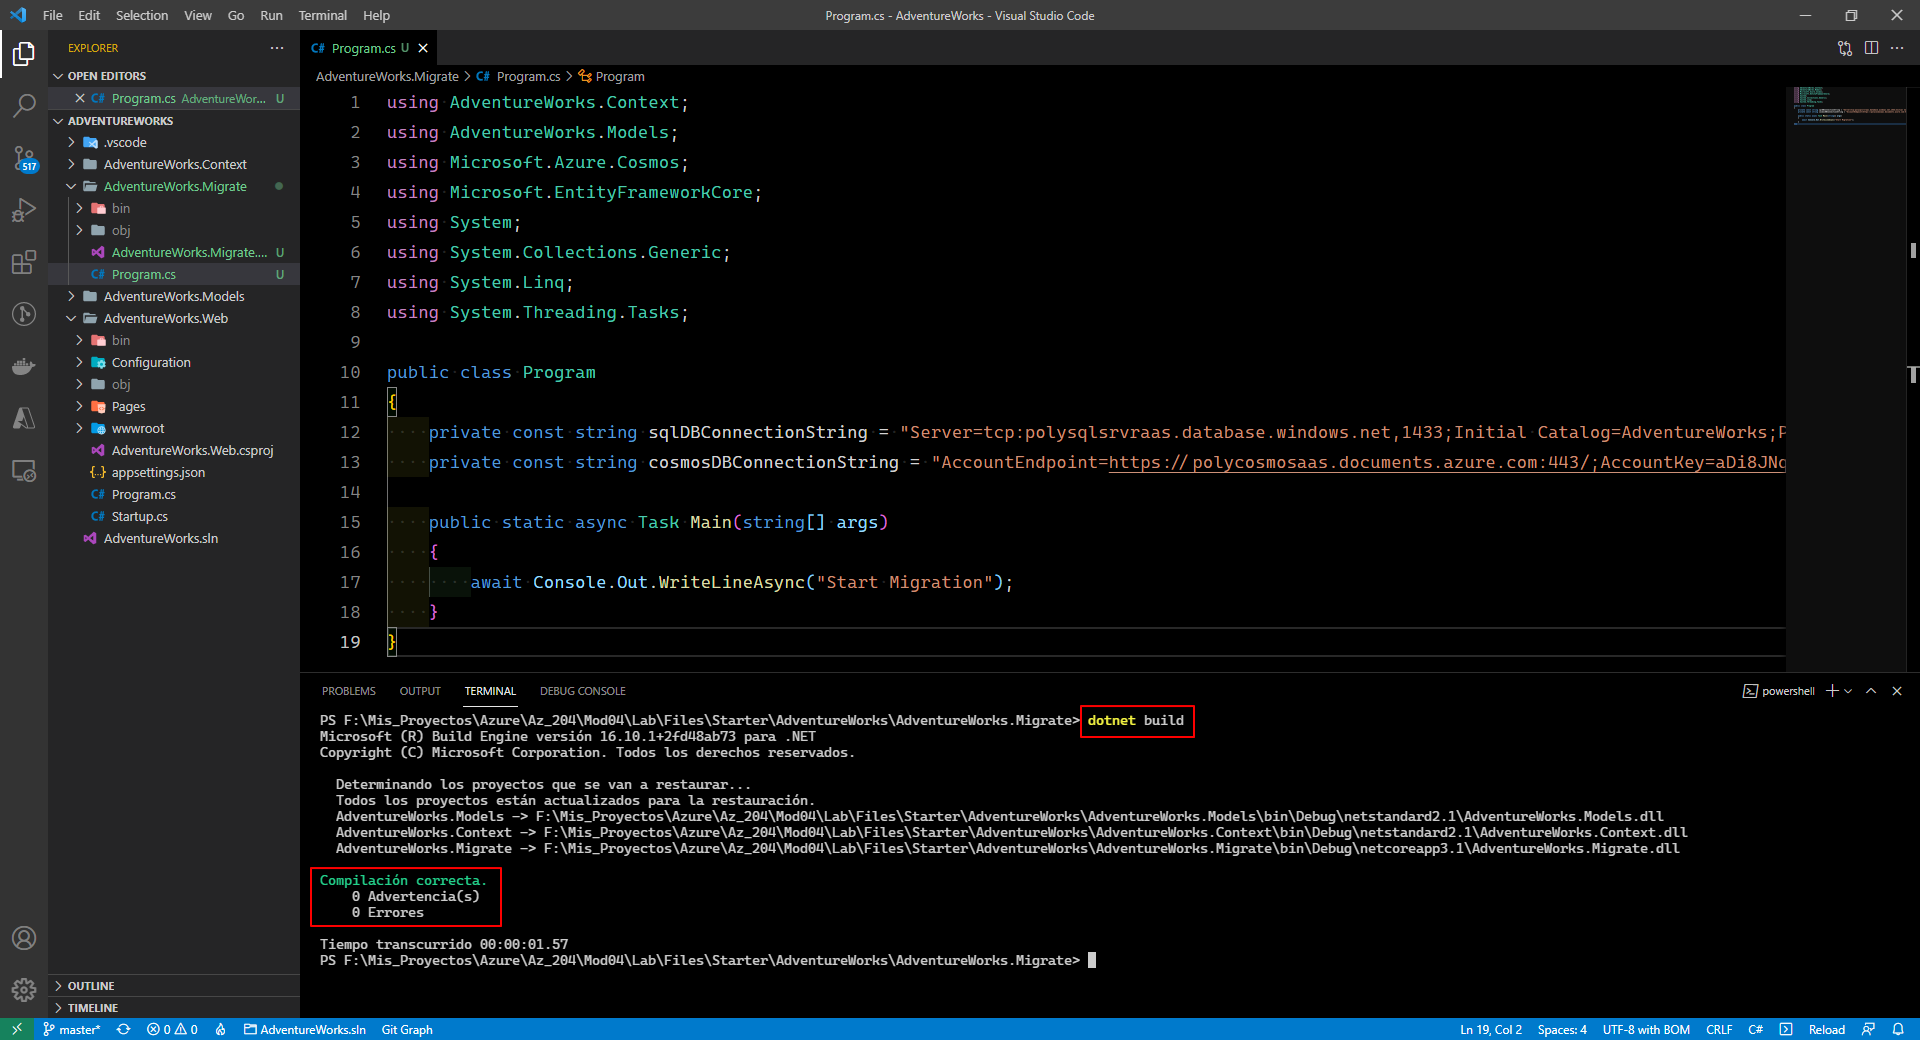 File Edit Selection View Go Run Terminal Help
Program.cs - AdventureWorks - Visual Studio Code
EXPLORER
OPEN EDITORS
Program.cs AdventureWor... U
ADVENTUREWORKS
.vscode
AdventureWorks.Context
AdventureWorks.Migrate
bin
obj
AdventureWorks.Migrate.... U
Program.cs U
AdventureWorks.Models
AdventureWorks.Web
bin
Configuration
obj
Pages
wwwroot
AdventureWorks.Web.csproj
appsettings.json
Program.cs
Startup.cs
AdventureWorks.sln
OUTLINE
TIMELINE
517
C# Program.cs U
AdventureWorks.Migrate > C# Program.cs > Program
1 using AdventureWorks.Context;
2 using AdventureWorks.Models;
3 using Microsoft.Azure.Cosmos;
4 using Microsoft.EntityFrameworkCore;
5 using System;
6 using System.Collections.Generic;
7 using System.Linq;
8 using System.Threading.Tasks;
9
10 public class Program
11 {
12 private const string sqlDBConnectionString = "Server=tcp:polysqlsrvraas.database.windows.net,1433;Initial Catalog=AdventureWorks;P
13 private const string cosmosDBConnectionString = "AccountEndpoint=https://polycosmosaas.documents.azure.com:443/;AccountKey=aDi8JNq
14
15 public static async Task Main(string[] args)
16 {
17 await Console.Out.WriteLineAsync("Start Migration");
18 }
19 }
PROBLEMS OUTPUT TERMINAL DEBUG CONSOLE
powershell
PS F:\Mis_Proyectos\Azure\Az_204\Mod04\Lab\Files\Starter\AdventureWorks\AdventureWorks.Migrate> dotnet build
Microsoft (R) Build Engine versión 16.10.1+2fd48ab73 para .NET
Copyright (C) Microsoft Corporation. Todos los derechos reservados.
Determinando los proyectos que se van a restaurar...
Todos los proyectos están actualizados para la restauración.
AdventureWorks.Models -> F:\Mis_Proyectos\Azure\Az_204\Mod04\Lab\Files\Starter\AdventureWorks\AdventureWorks.Models\bin\Debug\netstandard2.1\AdventureWorks.Models.dll
AdventureWorks.Context -> F:\Mis_Proyectos\Azure\Az_204\Mod04\Lab\Files\Starter\AdventureWorks\AdventureWorks.Context\bin\Debug\netstandard2.1\AdventureWorks.Context.dll
AdventureWorks.Migrate -> F:\Mis_Proyectos\Azure\Az_204\Mod04\Lab\Files\Starter\AdventureWorks\AdventureWorks.Migrate\bin\Debug\netcoreapp3.1\AdventureWorks.Migrate.dll
Compilación correcta.
0 Advertencia(s)
0 Errores
Tiempo transcurrido 00:00:01.57
PS F:\Mis_Proyectos\Azure\Az_204\Mod04\Lab\Files\Starter\AdventureWorks\AdventureWorks.Migrate>
master* 0 0 AdventureWorks.sln Git Graph
Ln 19, Col 2 Spaces: 4 UTF-8 with BOM CRLF C# Reload